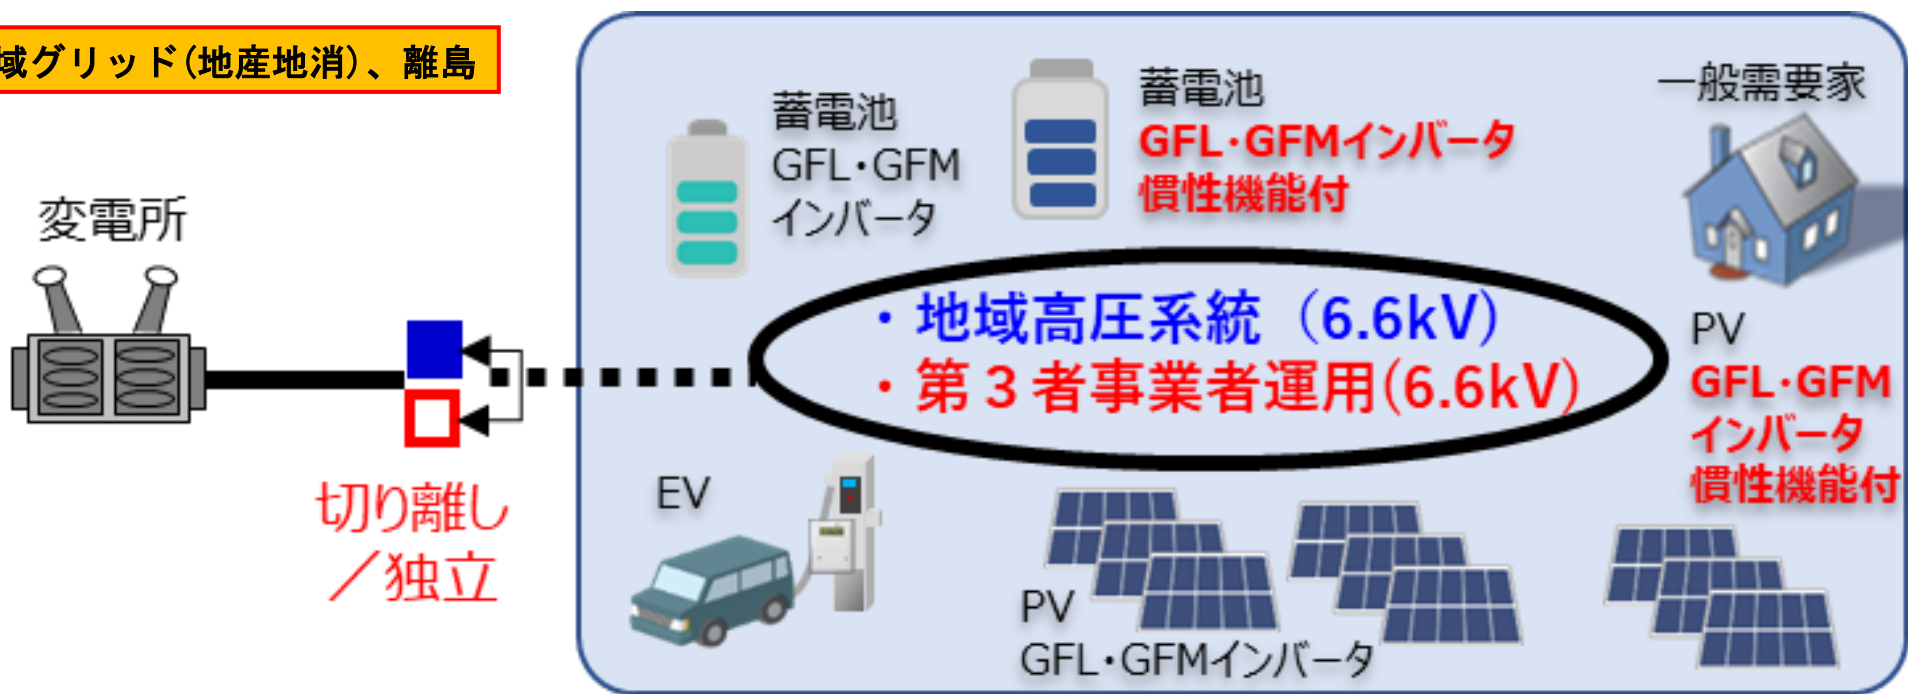 域グリッド(地産地消)、離島
変電所
切り離し
／独立
蓄電池
GFL・GFM
インバータ
蓄電池
GFL・GFMインバータ
慣性機能付
一般需要家
・地域高圧系統（6.6kV）
・第３者事業者運用(6.6kV)
PV
GFL・GFM
インバータ
慣性機能付
EV
PV
GFL・GFMインバータ